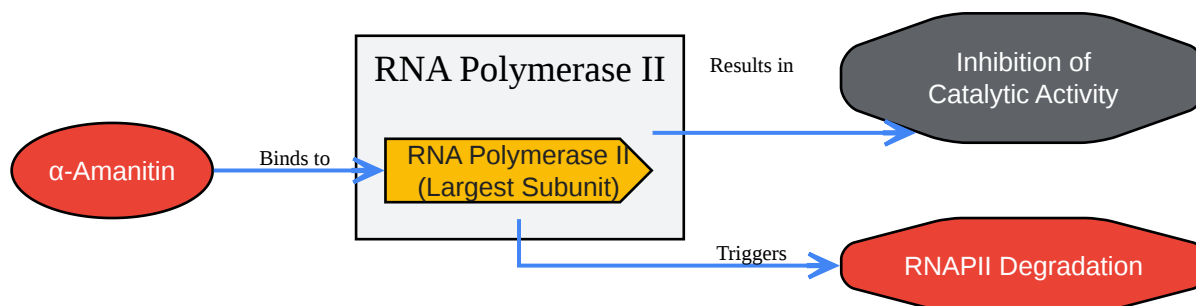 RNA Polymerase II
Results in
Inhibition of
Catalytic Activity
α-Amanitin
Binds to
RNA Polymerase II
(Largest Subunit)
Triggers
RNAPII Degradation